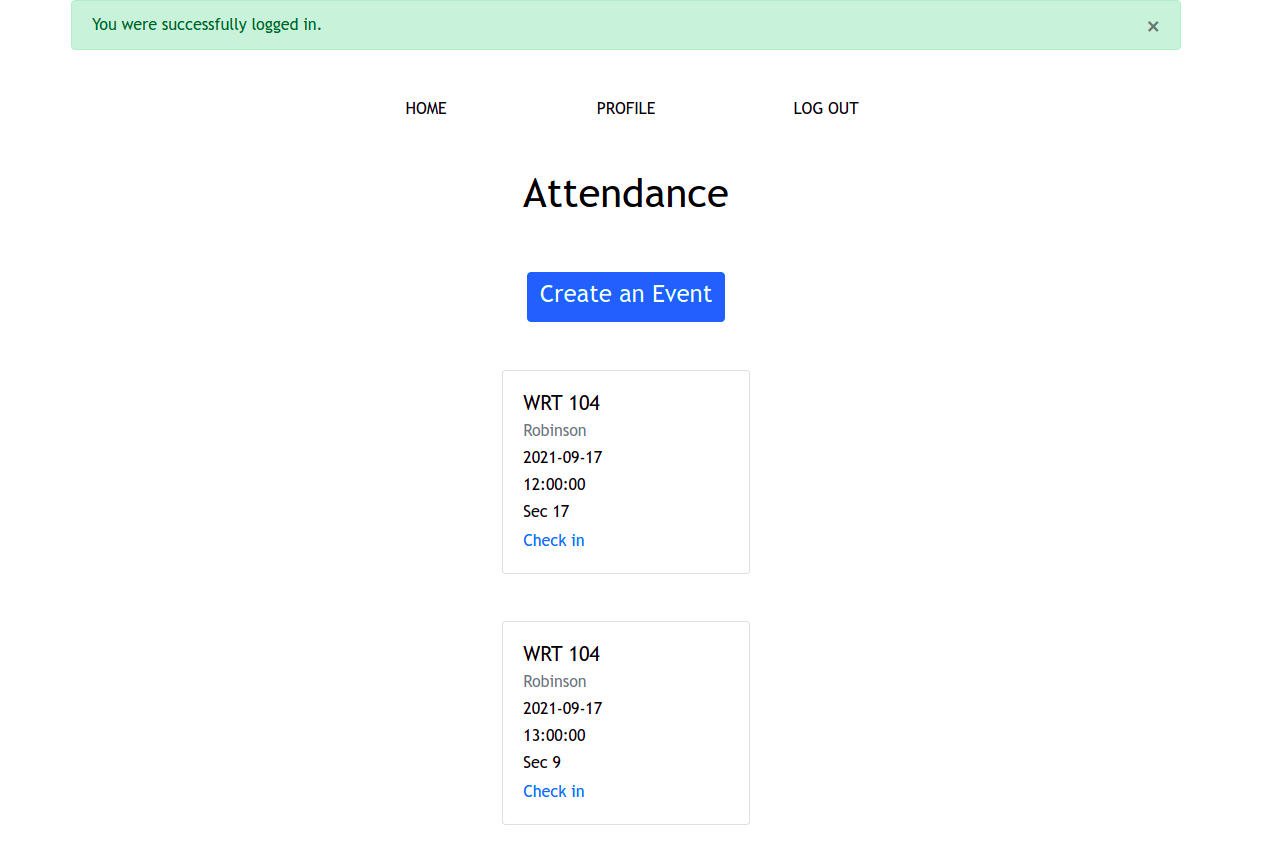 You were successfully logged in. ×
HOME PROFILE LOG OUT
Attendance
Create an Event
WRT 104
Robinson
2021-09-17
12:00:00
Sec 17
Check in
WRT 104
Robinson
2021-09-17
13:00:00
Sec 9
Check in